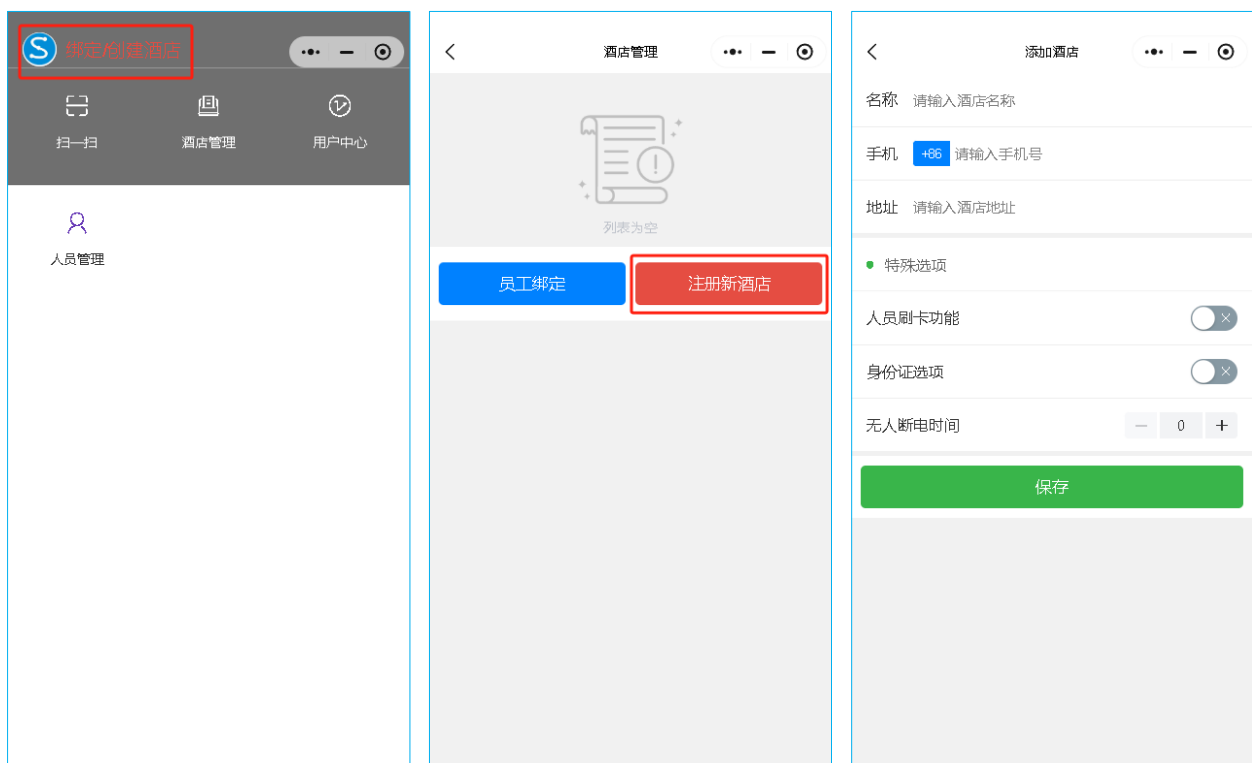 S 绑定/创建酒店
扫一扫
酒店管理
用户中心
人员管理
酒店管理
列表为空
员工绑定
注册新酒店
添加酒店
名称 请输入酒店名称
手机 +86 请输入手机号
地址 请输入酒店地址
特殊选项
人员刷卡功能
身份证选项
无人断电时间 0
保存